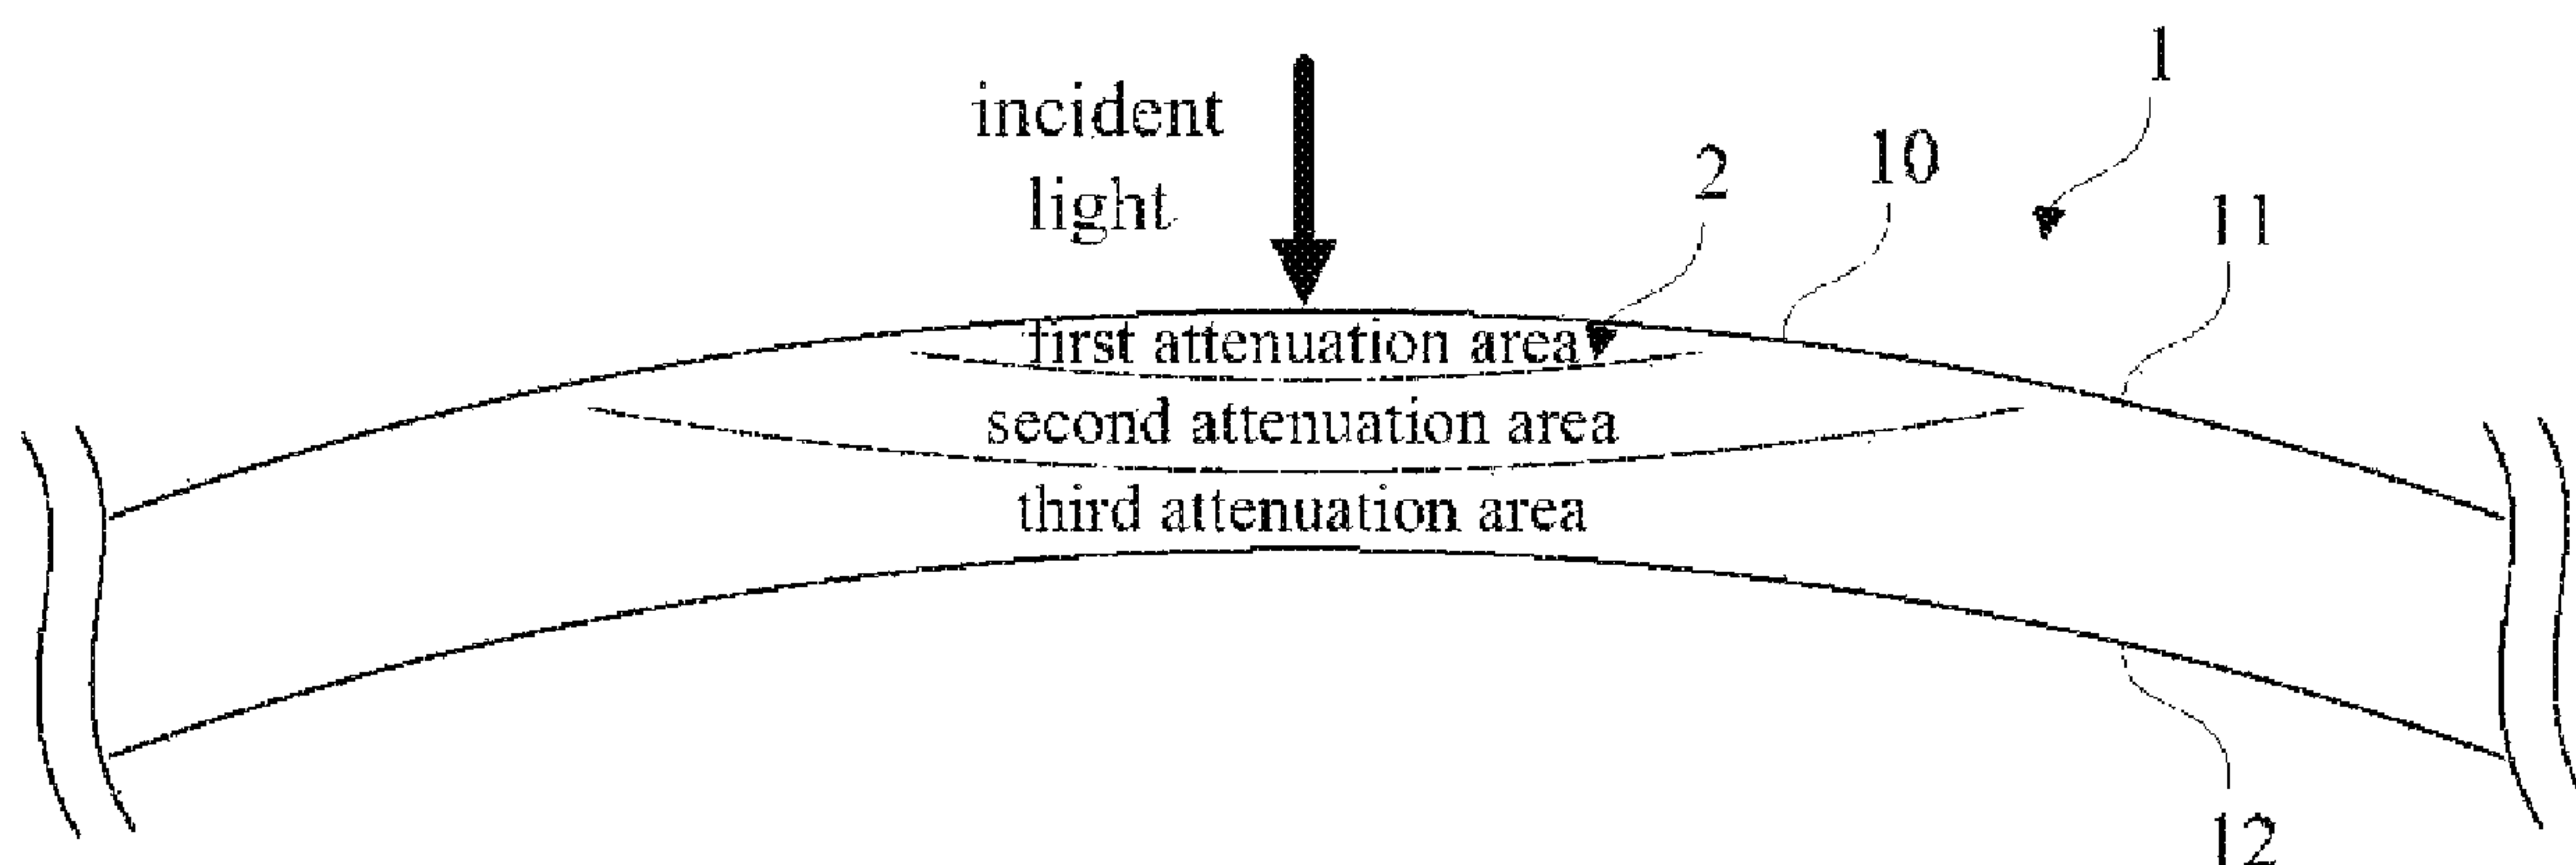 1
incident
light
2
10
11
first attenuation area
second attenuation area
third attenuation area
12